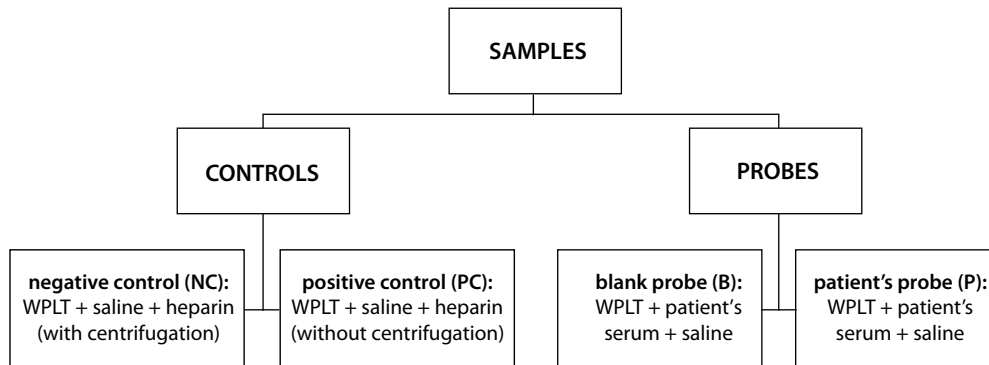 SAMPLES
CONTROLS
PROBES
negative control (NC):
WPLT + saline + heparin
(with centrifugation)
positive control (PC):
WPLT + saline + heparin
(without centrifugation)
blank probe (B):
WPLT + patient’s
serum + saline
patient’s probe (P):
WPLT + patient’s
serum + saline